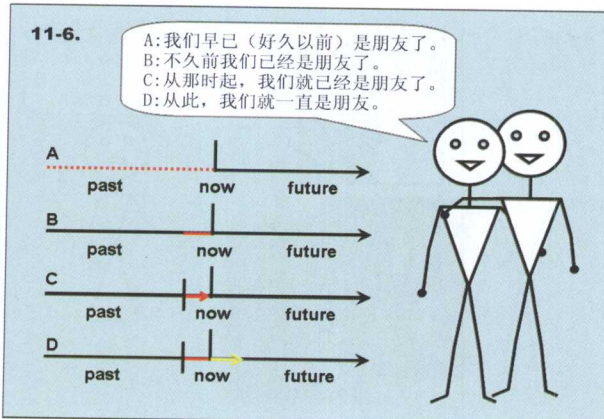 11-6.
A:我们早已（好久以前）是朋友了。
B:不久前我们已经是朋友了。
C:从那时起，我们就已经是朋友了。
D:从此，我们就一直是朋友。
A
past now future
B
past now future
C
past now future
D
past now future